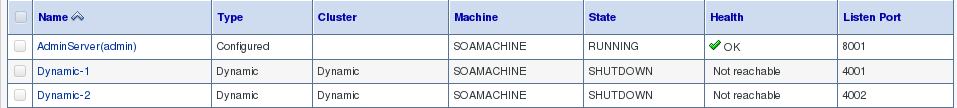 Name Type Cluster Machine State Health Listen Port
AdminServer(admin) Configured SOAMACHINE RUNNING OK 8001
Dynamic-1 Dynamic Dynamic SOAMACHINE SHUTDOWN Not reachable 4001
Dynamic-2 Dynamic Dynamic SOAMACHINE SHUTDOWN Not reachable 4002